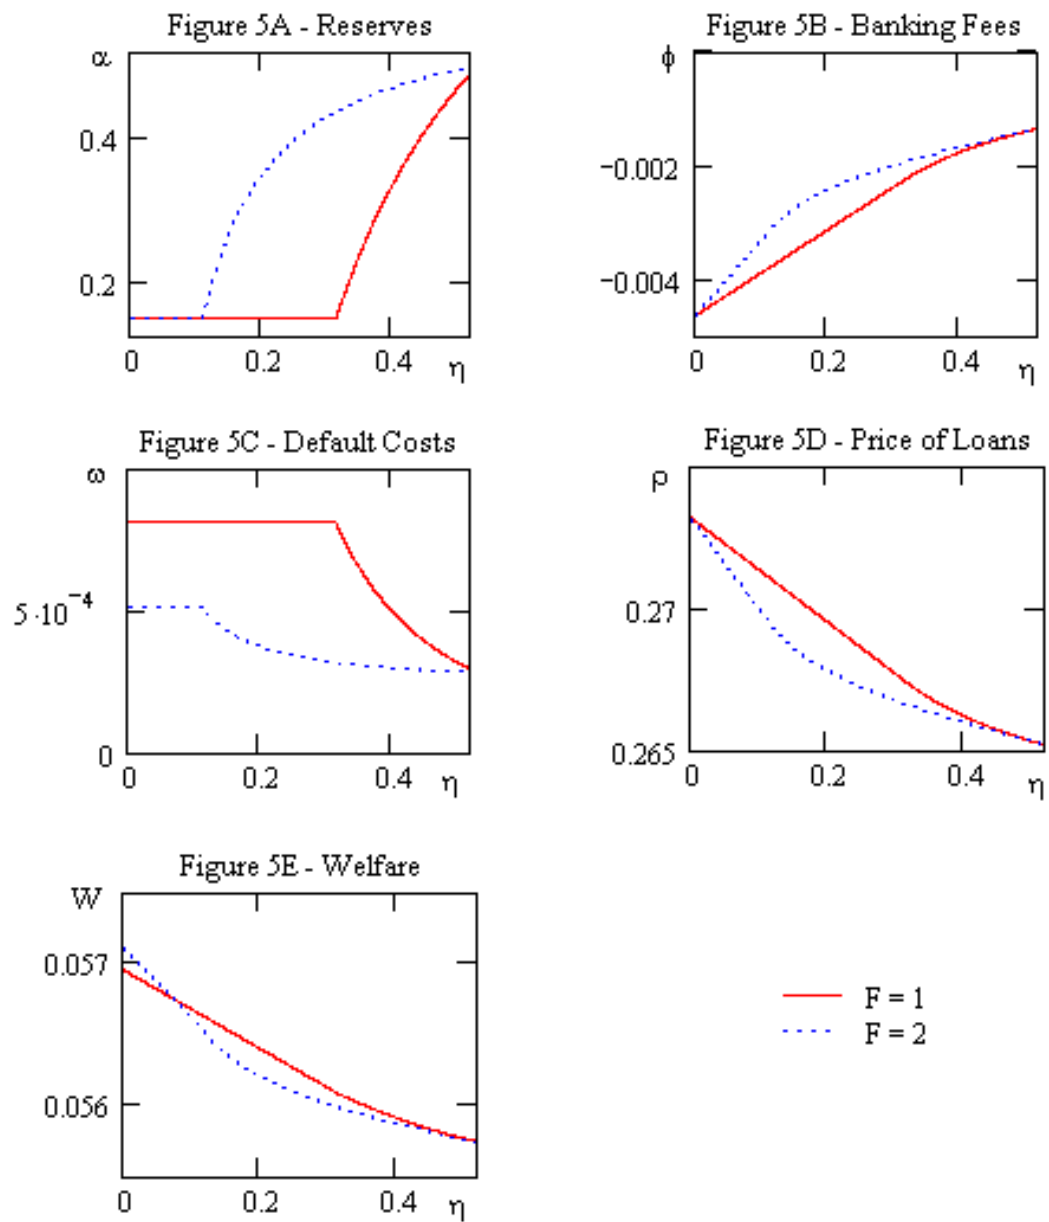 Figure 5A - Reserves
α
0.4
0.2
0 0.2 0.4 η
Figure 5B - Banking Fees
ϕ
−0.002
−0.004
0 0.2 0.4 η
Figure 5C - Default Costs
ω
5·10⁻⁴
0
0 0.2 0.4 η
Figure 5D - Price of Loans
ρ
0.27
0.265
0 0.2 0.4 η
Figure 5E - Welfare
W
0.057
0.056
0 0.2 0.4 η
F = 1
F = 2